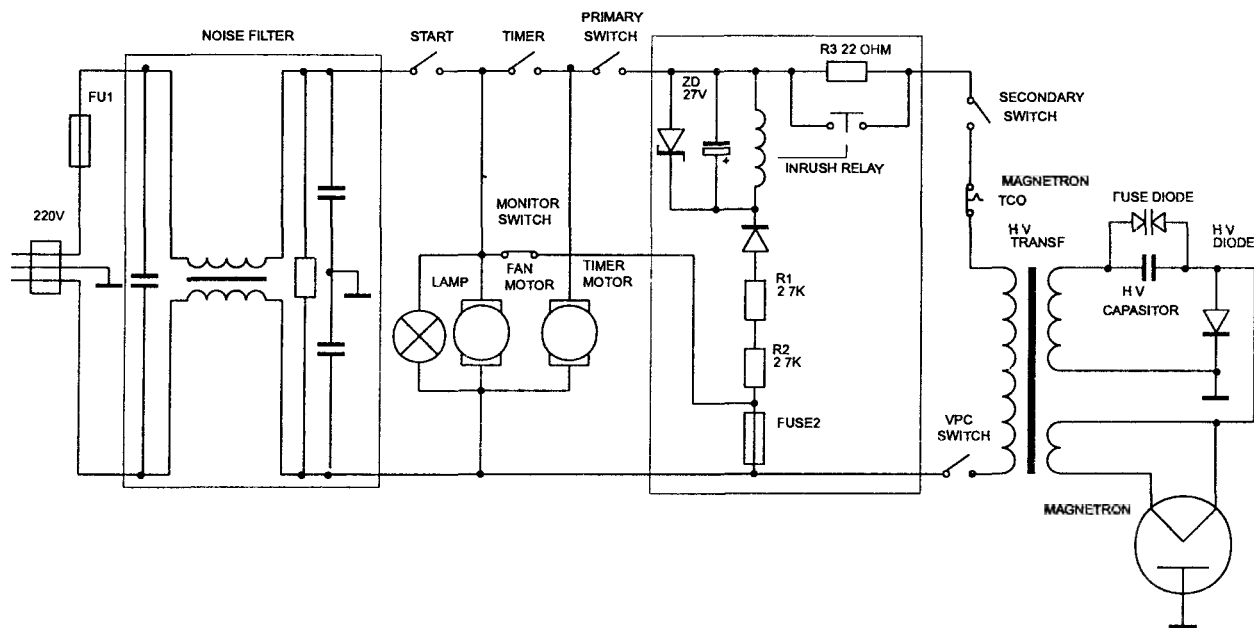 NOISE FILTER
START
TIMER
PRIMARY
SWITCH
R3 22 OHM
ZD
27V
FU1
SECONDARY
SWITCH
INRUSH RELAY
MAGNETRON
TCO
FUSE DIODE
220V
MONITOR
SWITCH
H V
TRANSF
H V
DIODE
LAMP
FAN
MOTOR
TIMER
MOTOR
R1
2 7K
H V
CAPASITOR
R2
2 7K
FUSE2
VPC
SWITCH
MAGNETRON